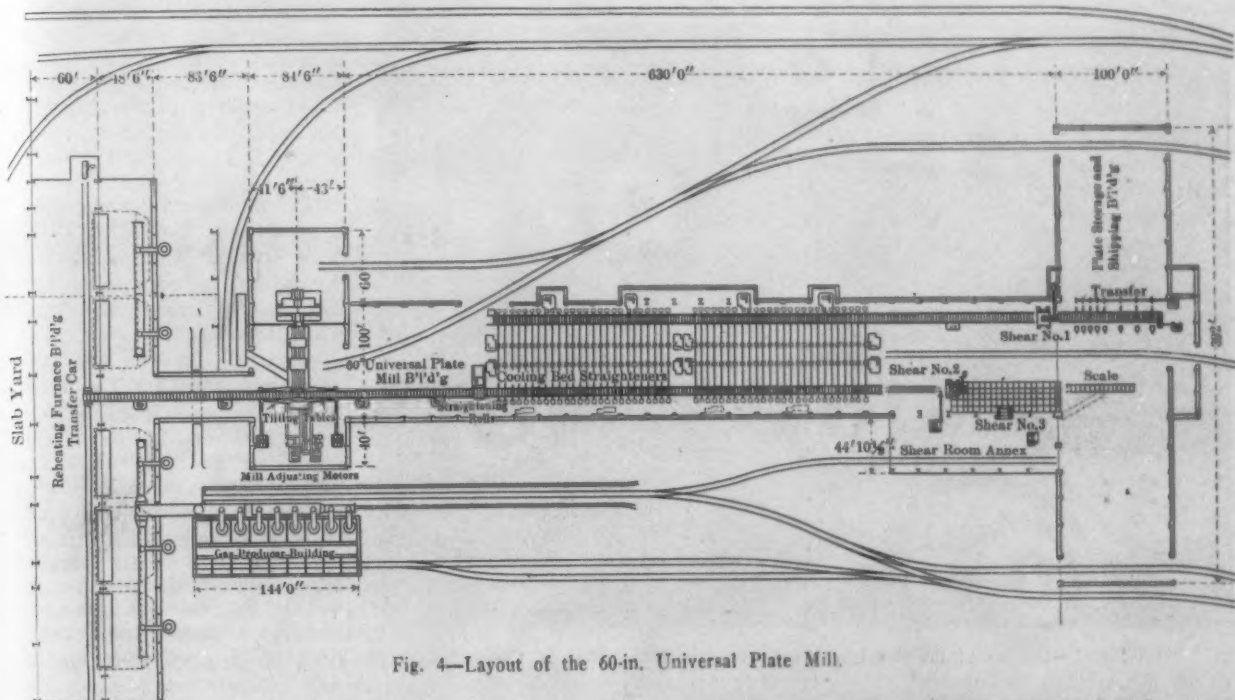 60'
48'6"
83'6"
84'6"
630'0"
100'0"
41'6"
43'
60'
100'
40'
392'
Plate Storage and
Shipping B'l'd'g
Transfer
Shear No.1
Slab Yard
Reheating Furnace B'l'd'g
Transfer Car
60" Universal Plate
Mill B'l'd'g
Cooling Bed Straighteners
Straightening
Rolls
Tilting Tables
Shear No.2
Scale
Shear No.3
44'10⅝"
Shear Room Annex
Mill Adjusting Motors
Gas Producer Building
144'0"
Fig. 4—Layout of the 60-in. Universal Plate Mill.